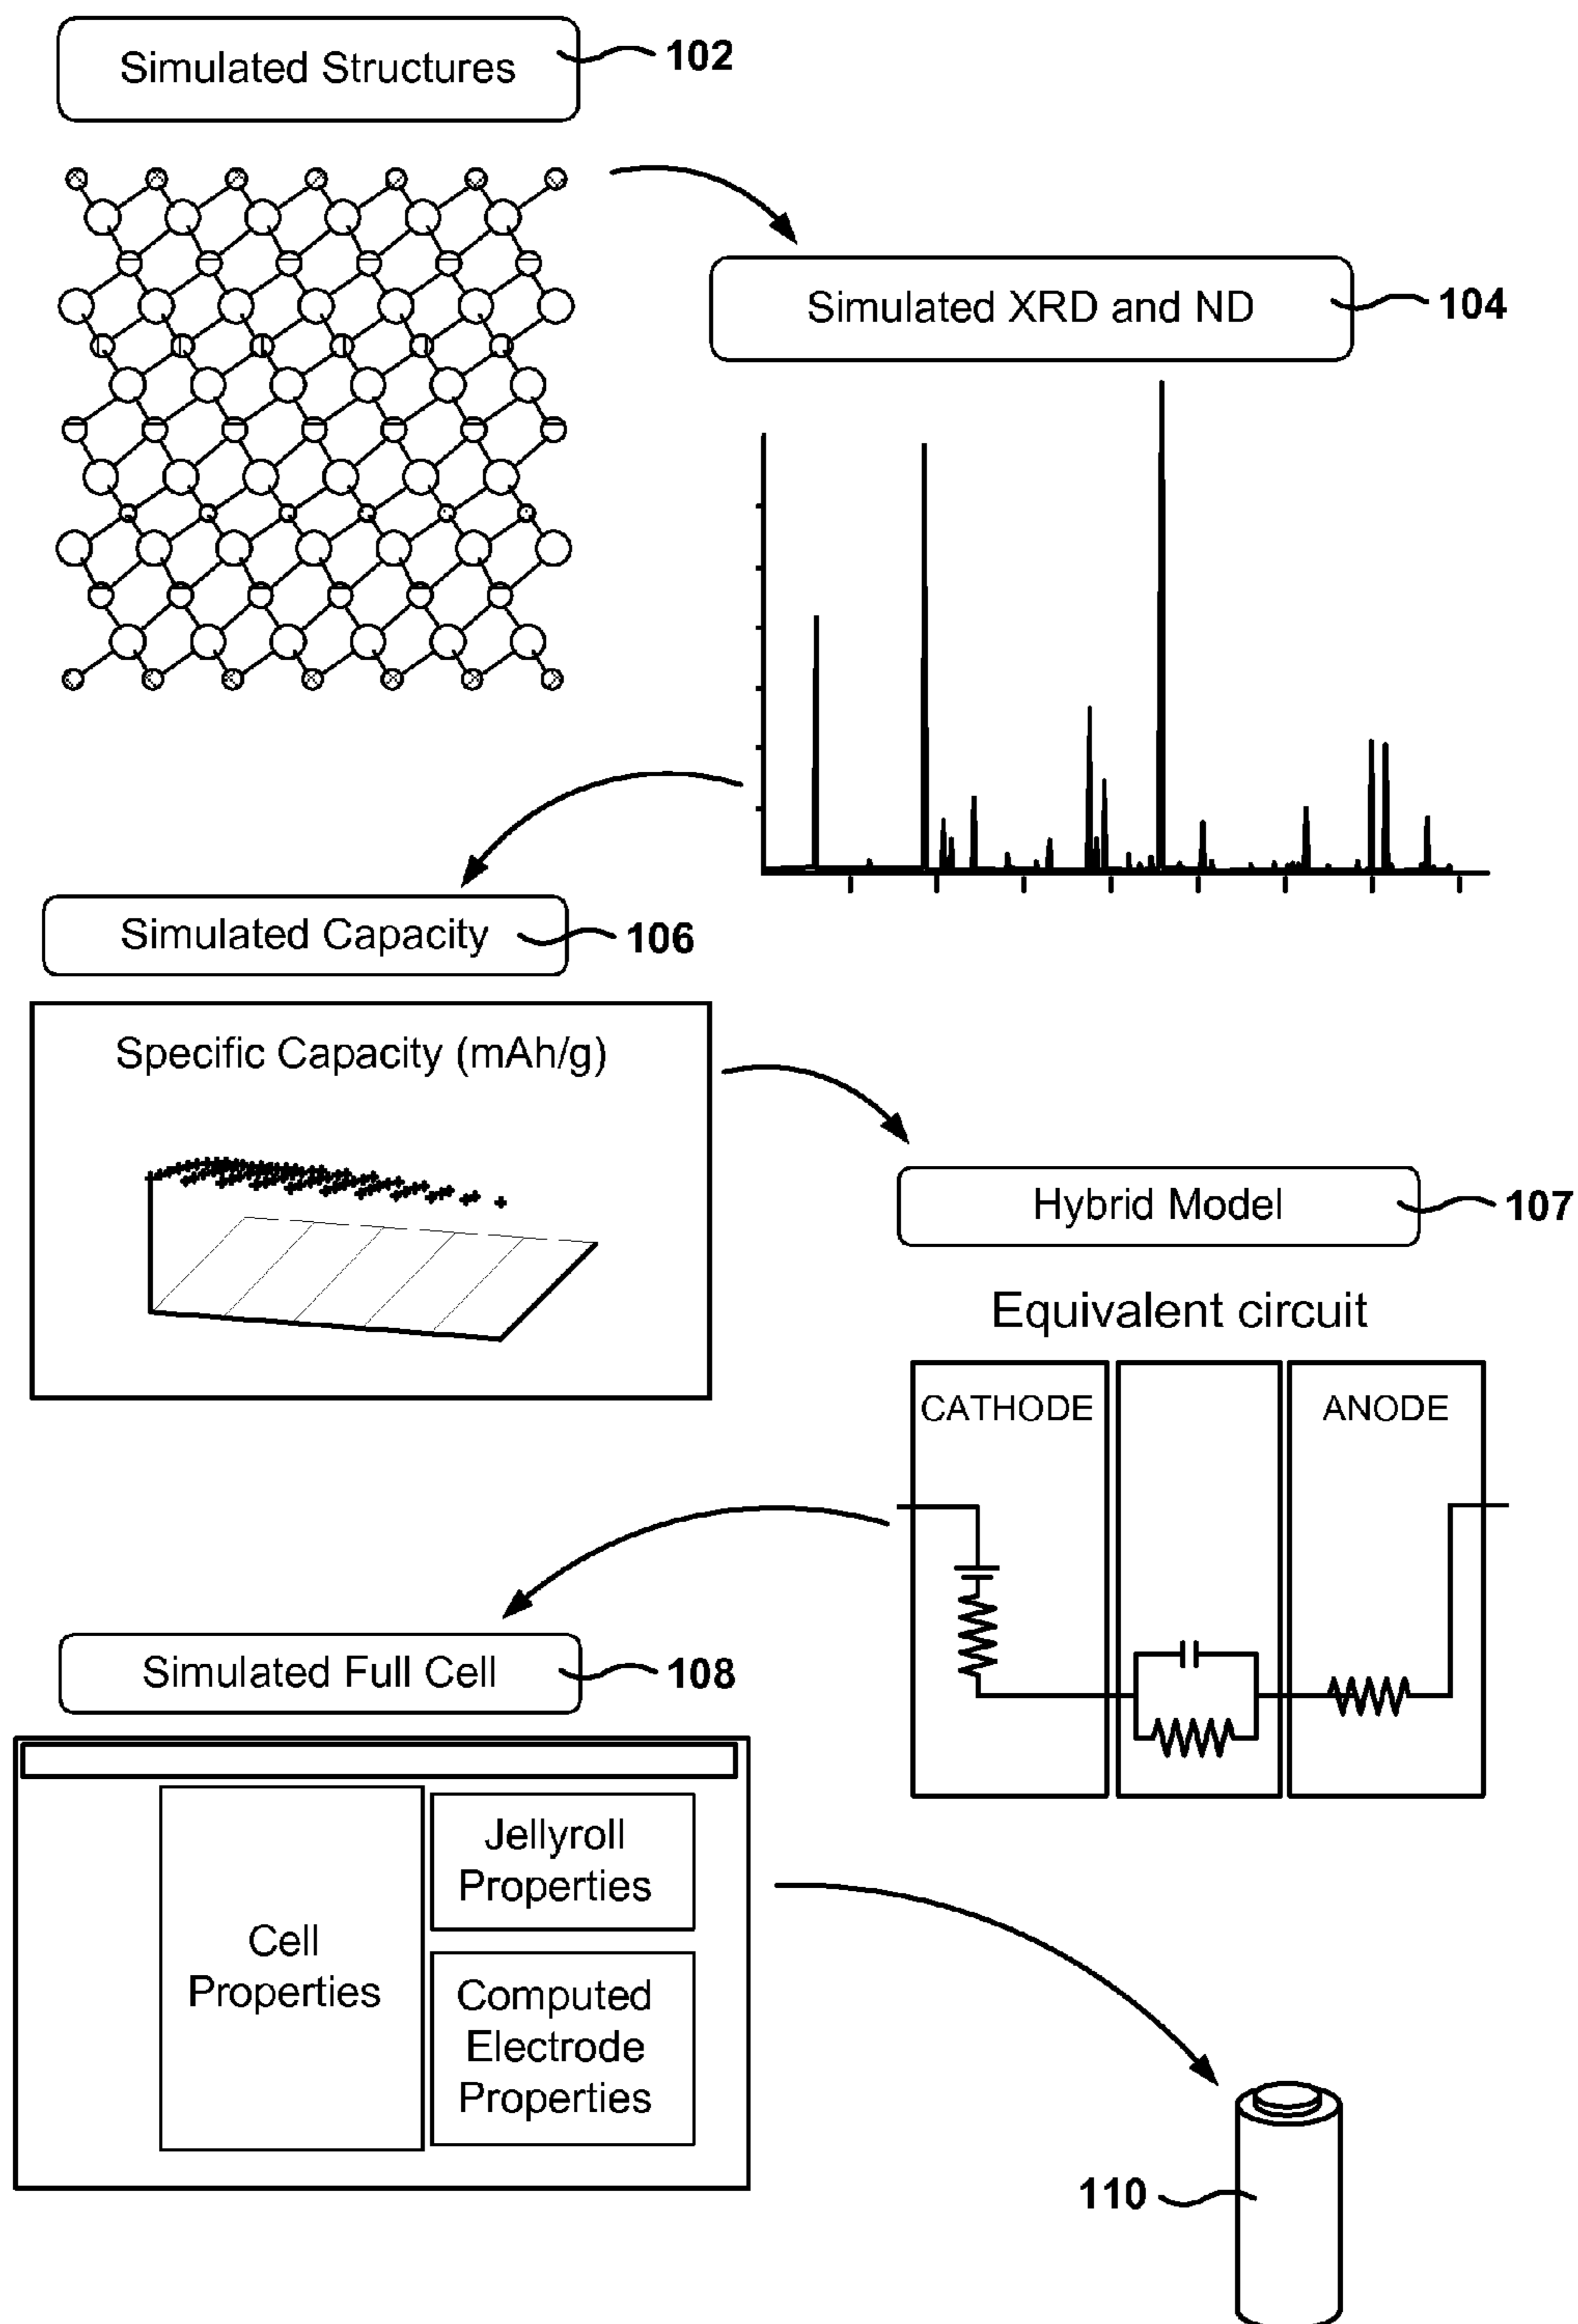 Simulated Structures
102
Simulated XRD and ND
104
Simulated Capacity
106
Specific Capacity (mAh/g)
Hybrid Model
107
Equivalent circuit
CATHODE
ANODE
Simulated Full Cell
108
Cell
Properties
Jellyroll
Properties
Computed
Electrode
Properties
110